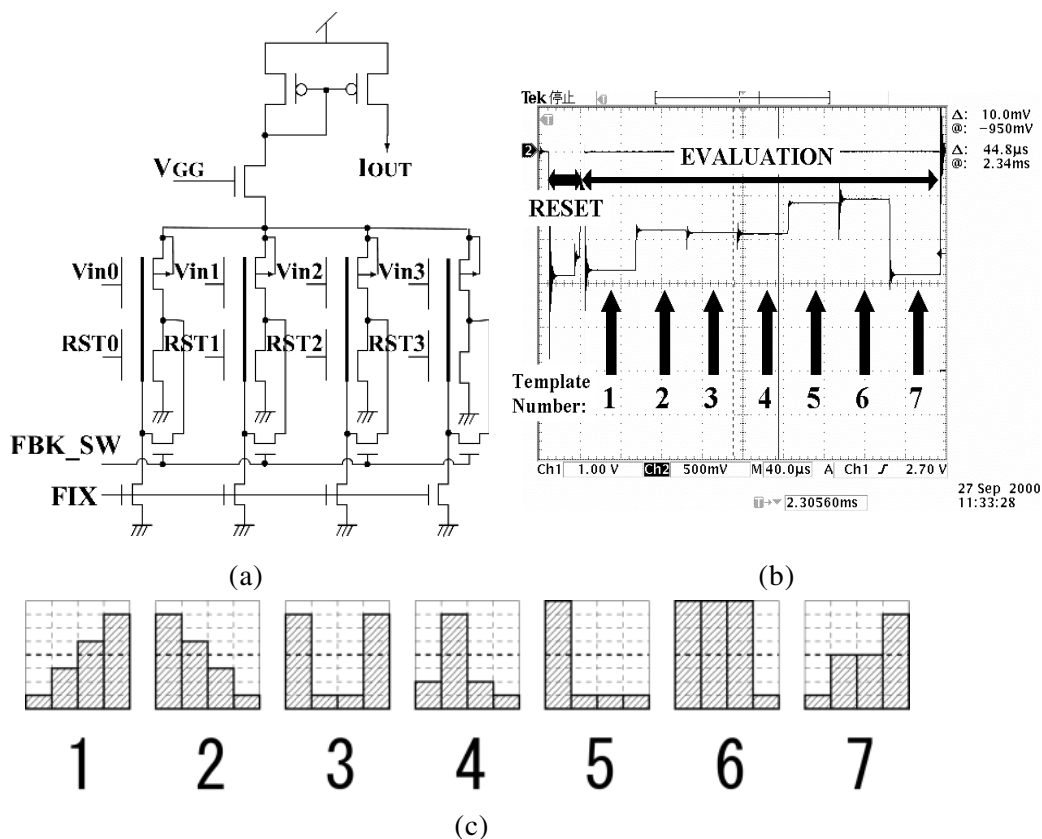 VGG
IOUT
Vin0 Vin1 Vin2 Vin3
RST0 RST1 RST2 RST3
FBK_SW
FIX
(a)
Tek 停止
T
T
Δ: 10.0mV
@: −950mV
Δ: 44.8µs
@: 2.34ms
2
EVALUATION
RESET
Template
Number: 1 2 3 4 5 6 7
Ch1 1.00 V Ch2 500mV M 40.0µs A Ch1 ƒ 2.70 V
T→▼ 2.30560ms
27 Sep 2000
11:33:28
(b)
1 2 3 4 5 6 7
(c)